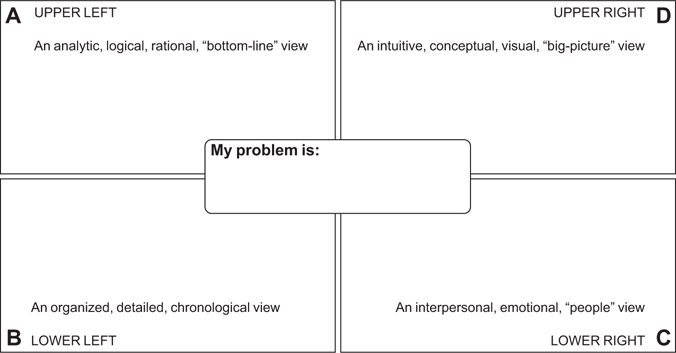 A UPPER LEFT
An analytic, logical, rational, “bottom-line” view
UPPER RIGHT D
An intuitive, conceptual, visual, “big-picture” view
My problem is:
An organized, detailed, chronological view
B LOWER LEFT
An interpersonal, emotional, “people” view
LOWER RIGHT C